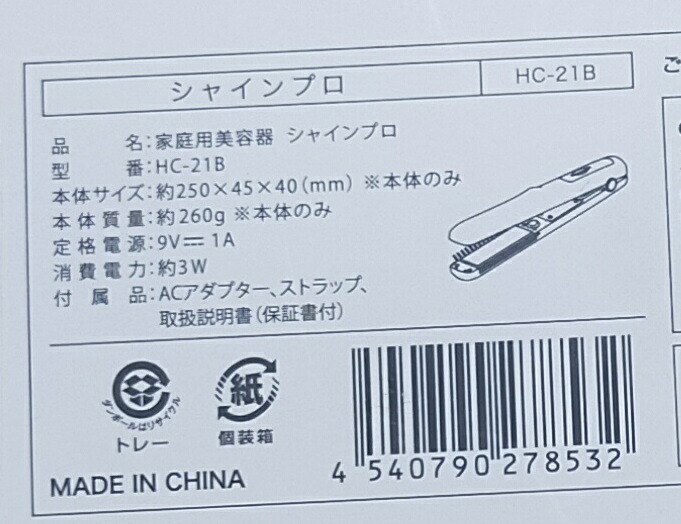 シャインプロ HC-21B
品名:家庭用美容器 シャインプロ
型番:HC-21B
本体サイズ:約250×45×40(mm) ※本体のみ
本体質量:約260g ※本体のみ
定格電源:9V⎓1A
消費電力:約3W
付属品:ACアダプター、ストラップ、
取扱説明書(保証書付)
ダンボールはリサイクル
トレー
紙
個装箱
MADE IN CHINA
4 540790 278532
ご